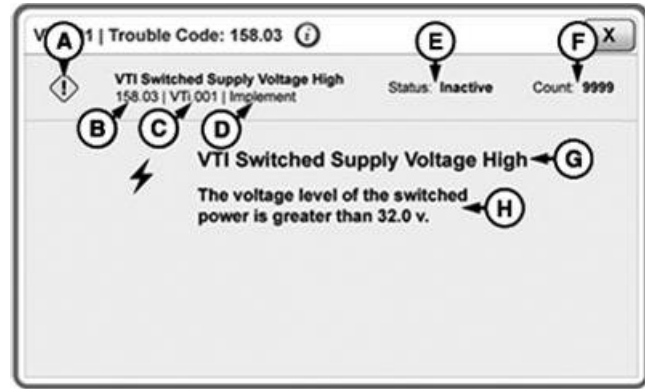 1 | Trouble Code: 158.03 i X
A E F
VTI Switched Supply Voltage High
158.03 | VTi.001 | Implement
Status: Inactive Count: 9999
B C D
VTI Switched Supply Voltage High G
The voltage level of the switched
power is greater than 32.0 v. H